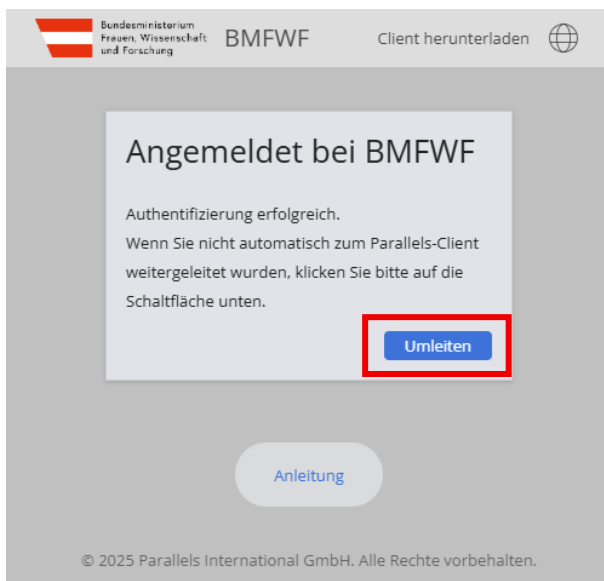 Bundesministerium
Frauen, Wissenschaft
und Forschung
BMFWF
Client herunterladen
Angemeldet bei BMFWF
Authentifizierung erfolgreich.
Wenn Sie nicht automatisch zum Parallels-Client
weitergeleitet wurden, klicken Sie bitte auf die
Schaltfläche unten.
Umleiten
Anleitung
© 2025 Parallels International GmbH. Alle Rechte vorbehalten.